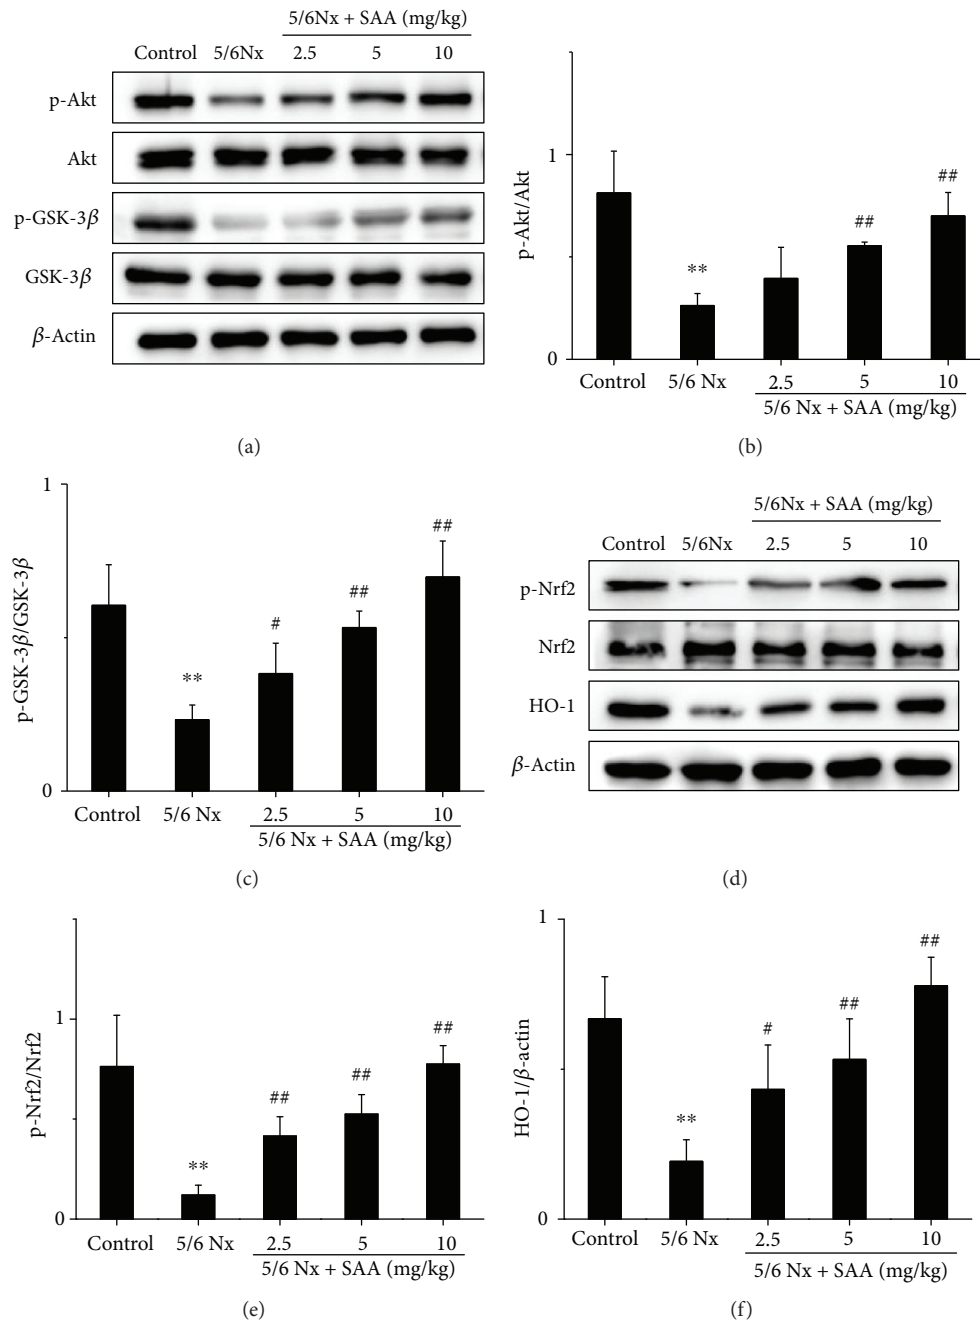 5/6Nx + SAA (mg/kg)
Control 5/6Nx 2.5 5 10
p-Akt
Akt
p-GSK-3β
GSK-3β
β-Actin
(a)
p-Akt/Akt
1
0
**
##
##
Control 5/6 Nx 2.5 5 10
5/6 Nx + SAA (mg/kg)
(b)
p-GSK-3β/GSK-3β
1
0
**
#
##
##
Control 5/6 Nx 2.5 5 10
5/6 Nx + SAA (mg/kg)
(c)
5/6Nx + SAA (mg/kg)
Control 5/6Nx 2.5 5 10
p-Nrf2
Nrf2
HO-1
β-Actin
(d)
p-Nrf2/Nrf2
1
0
**
##
##
##
Control 5/6 Nx 2.5 5 10
5/6 Nx + SAA (mg/kg)
(e)
HO-1/β-actin
1
0
**
#
##
##
Control 5/6 Nx 2.5 5 10
5/6 Nx + SAA (mg/kg)
(f)